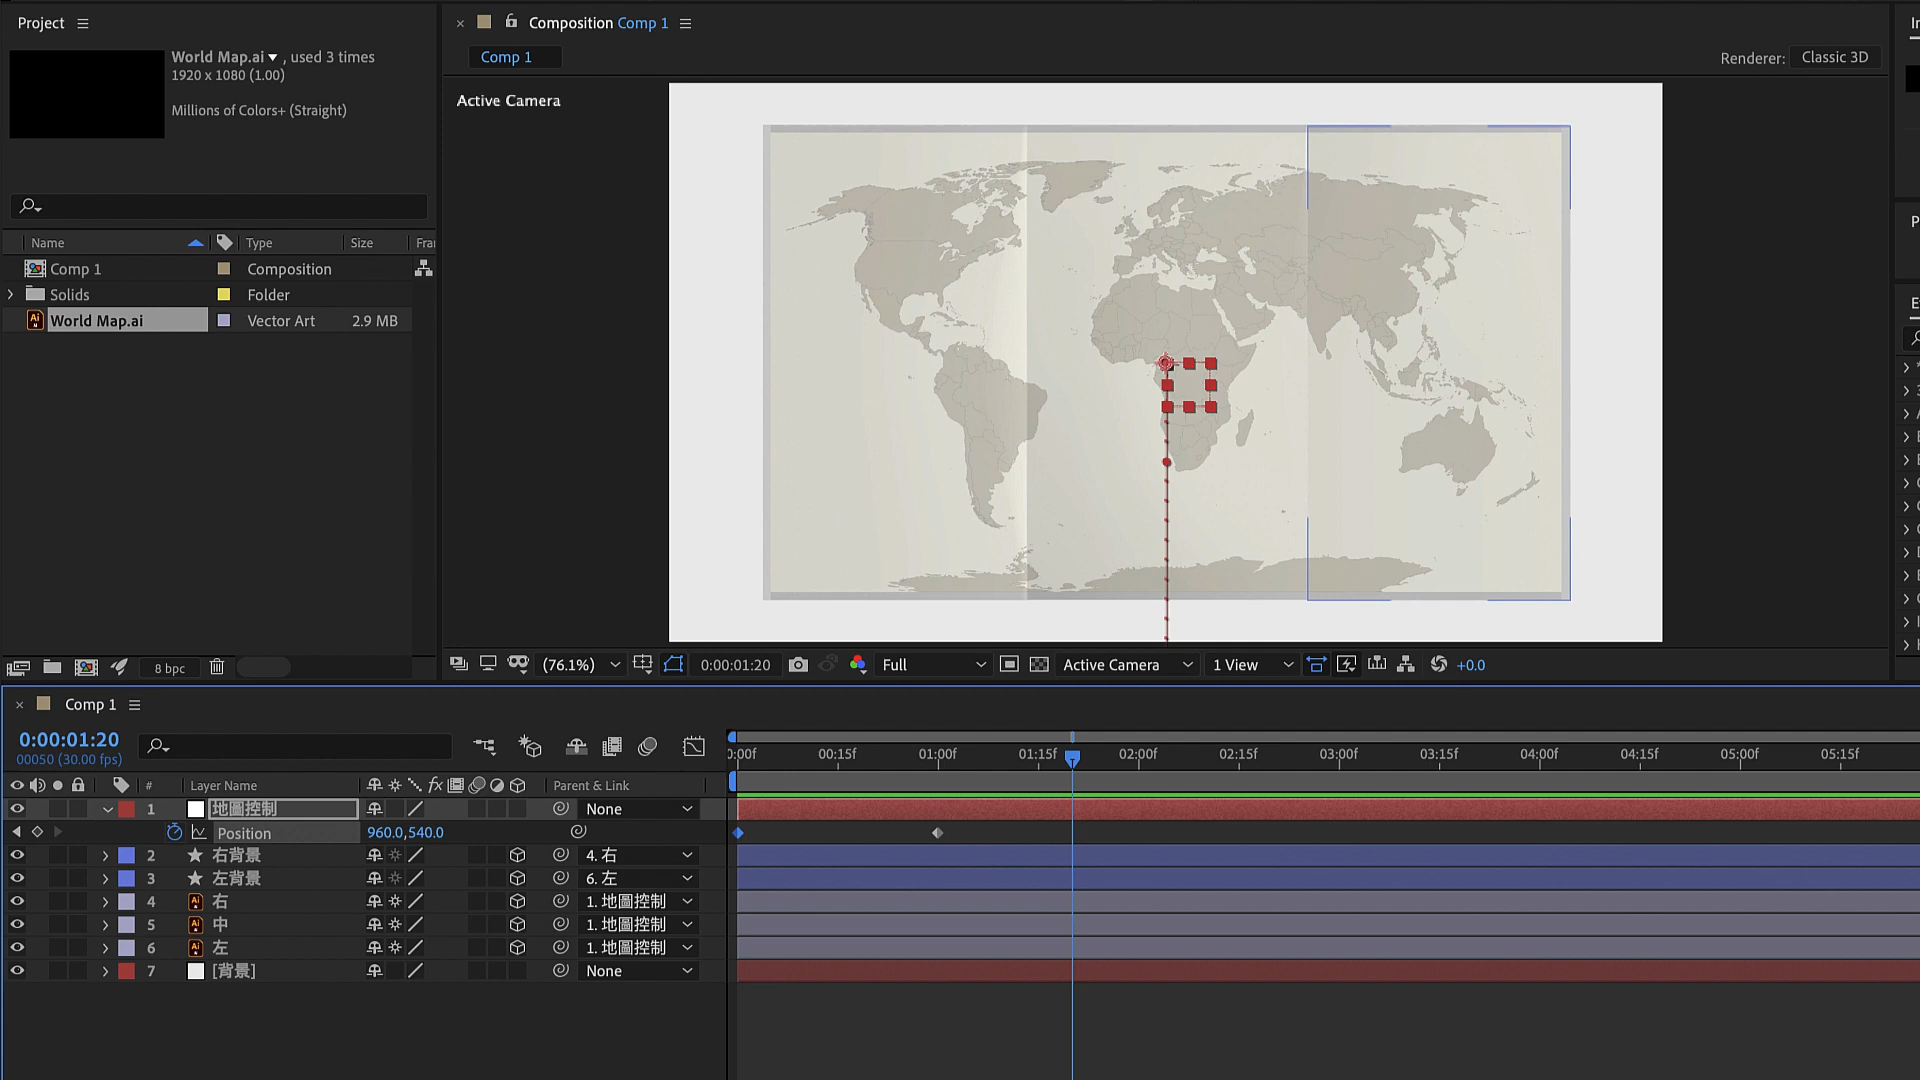 Project
World Map.ai , used 3 times
1920 x 1080 (1.00)
Millions of Colors+ (Straight)
Name Type Size
Comp 1 Composition
Solids Folder
World Map.ai Vector Art 2.9 MB
8 bpc
Composition Comp 1
Comp 1
Renderer: Classic 3D
Active Camera
(76.1%) 0:00:01:20 Full Active Camera 1 View +0.0
Comp 1
0:00:01:20
00050 (30.00 fps)
00:15f 01:00f 01:15f 02:00f 02:15f 03:00f 03:15f 04:00f 04:15f 05:00f 05:15f
# Layer Name fx Parent & Link
1 地圖控制 None
Position 960.0,540.0
2 右背景 4. 右
3 左背景 6. 左
4 右 1. 地圖控制
5 中 1. 地圖控制
6 左 1. 地圖控制
7 [背景] None